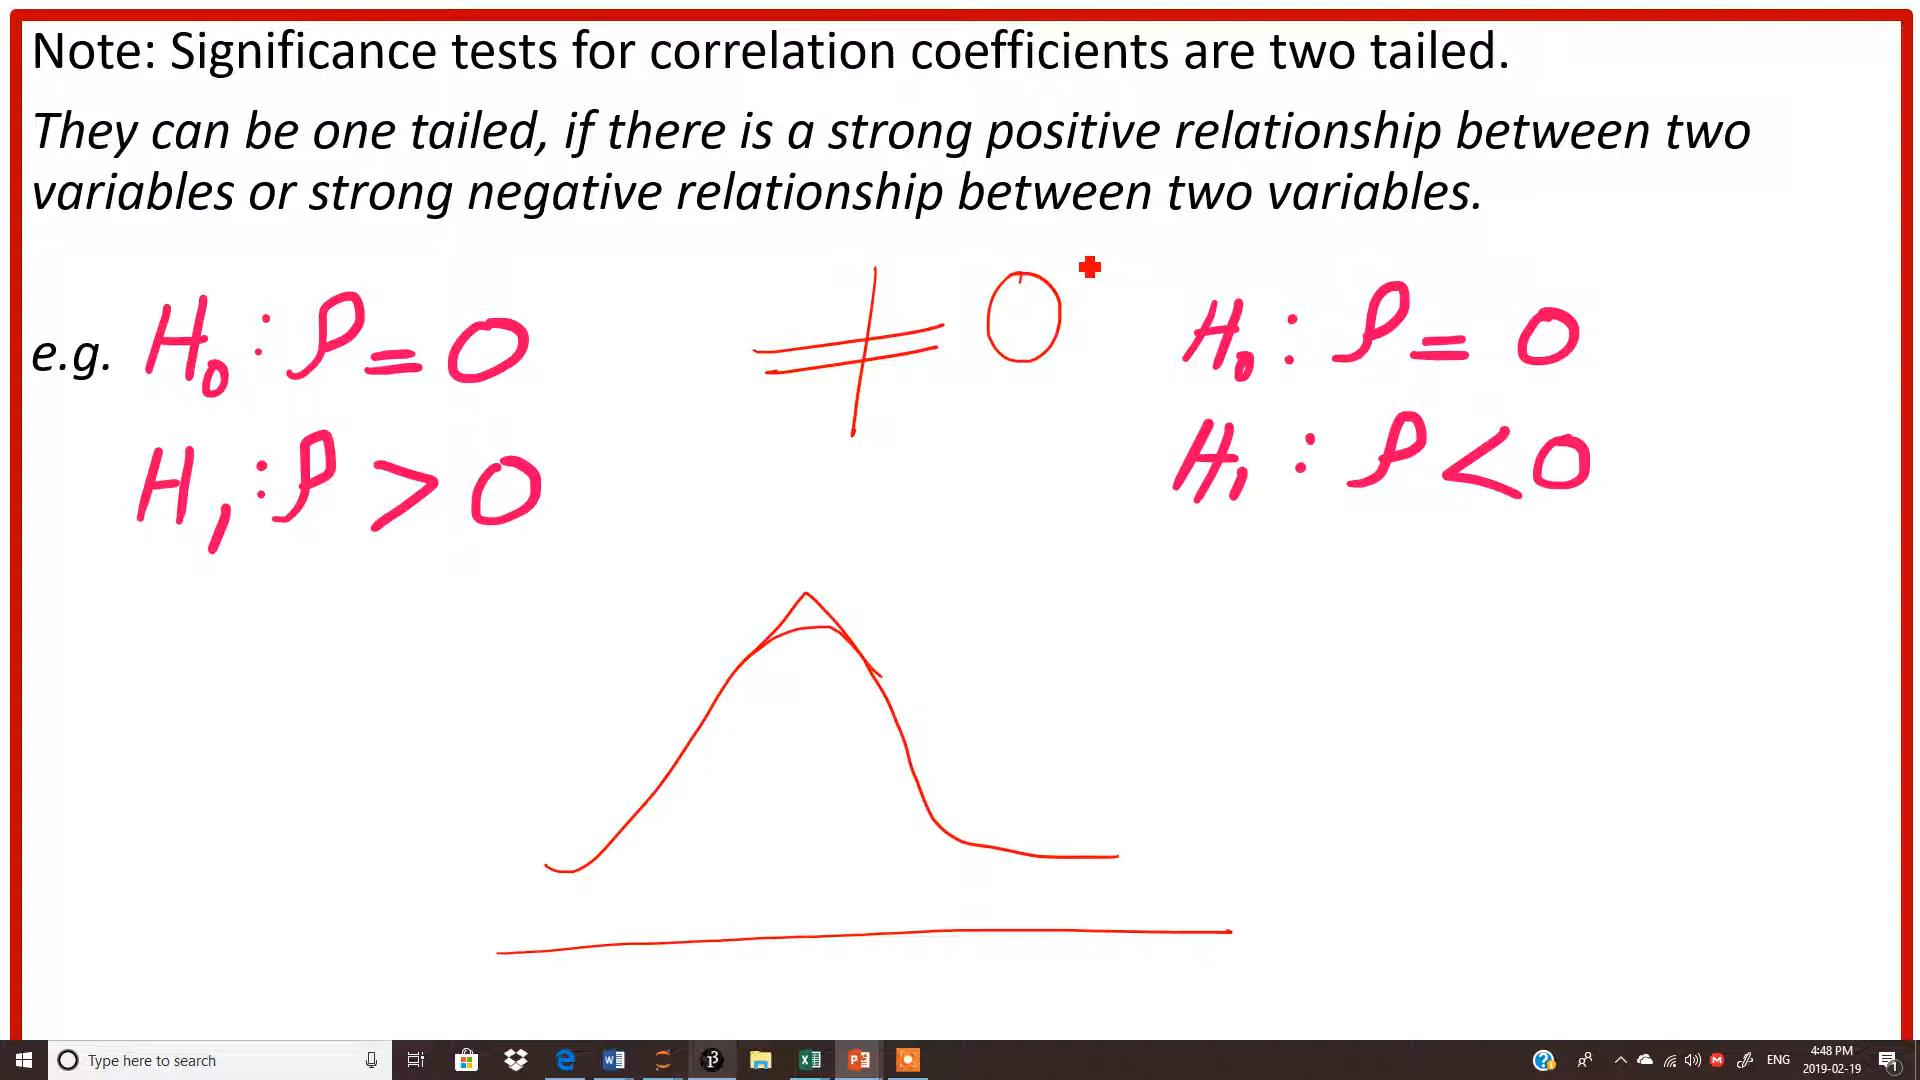 Note: Significance tests for correlation coefficients are two tailed.
They can be one tailed, if there is a strong positive relationship between two
variables or strong negative relationship between two variables.
e.g. H₀ : ρ = 0
≠ 0
H₀ : ρ = 0
H₁ : ρ > 0
H₁ : ρ < 0
Type here to search
ENG
4:48 PM
2019-02-19
1